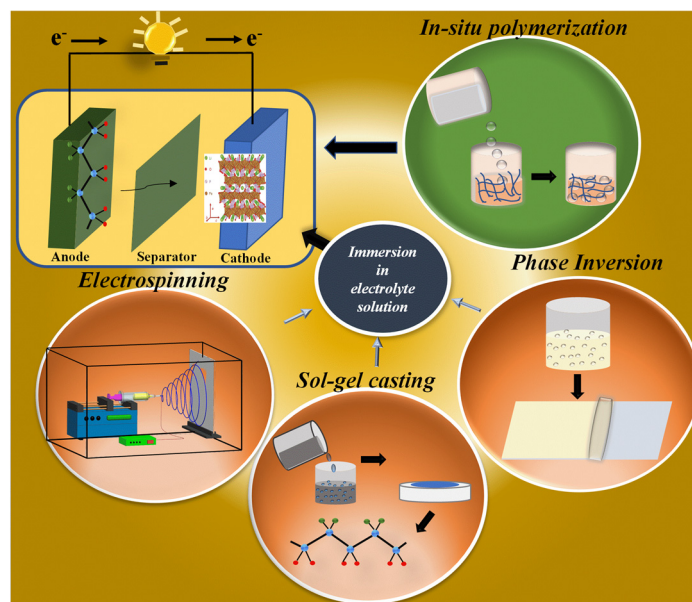 In-situ polymerization
e-
e-
Anode
Separator
Cathode
Immersion
in
electrolyte
solution
Phase Inversion
Electrospinning
Sol-gel casting